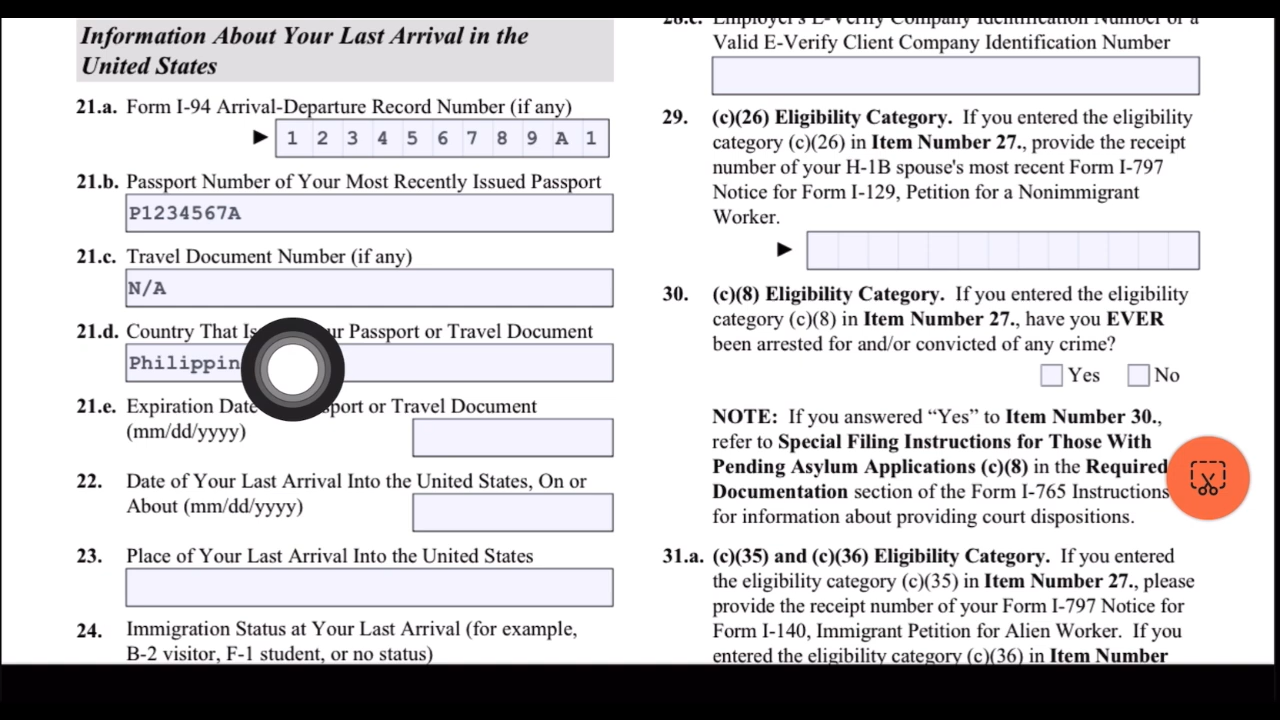 Information About Your Last Arrival in the
United States
21.a. Form I-94 Arrival-Departure Record Number (if any)
► 1 2 3 4 5 6 7 8 9 A 1
21.b. Passport Number of Your Most Recently Issued Passport
P1234567A
21.c. Travel Document Number (if any)
N/A
21.d. Country That Your Passport or Travel Document
Philippin
21.e. Expiration Date or Travel Document
(mm/dd/yyyy)
22. Date of Your Last Arrival Into the United States, On or
About (mm/dd/yyyy)
23. Place of Your Last Arrival Into the United States
24. Immigration Status at Your Last Arrival (for example,
B-2 visitor, F-1 student, or no status)
28.c. Employer's E-Verify Company Identification Number or a
Valid E-Verify Client Company Identification Number
29. (c)(26) Eligibility Category. If you entered the eligibility
category (c)(26) in Item Number 27., provide the receipt
number of your H-1B spouse's most recent Form I-797
Notice for Form I-129, Petition for a Nonimmigrant
Worker.
►
30. (c)(8) Eligibility Category. If you entered the eligibility
category (c)(8) in Item Number 27., have you EVER
been arrested for and/or convicted of any crime?
Yes No
NOTE: If you answered “Yes” to Item Number 30.,
refer to Special Filing Instructions for Those With
Pending Asylum Applications (c)(8) in the Required
Documentation section of the Form I-765 Instructions
for information about providing court dispositions.
31.a. (c)(35) and (c)(36) Eligibility Category. If you entered
the eligibility category (c)(35) in Item Number 27., please
provide the receipt number of your Form I-797 Notice for
Form I-140, Immigrant Petition for Alien Worker. If you
entered the eligibility category (c)(36) in Item Number